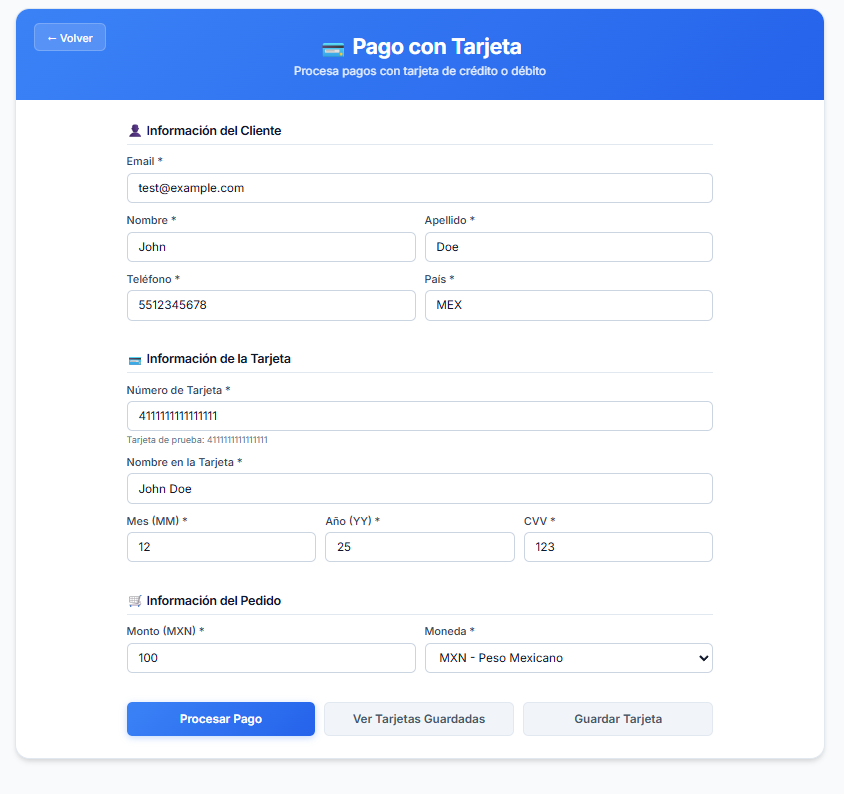 ← Volver
Pago con Tarjeta
Procesa pagos con tarjeta de crédito o débito
Información del Cliente
Email *
test@example.com
Nombre * Apellido *
John Doe
Teléfono * País *
5512345678 MEX
Información de la Tarjeta
Número de Tarjeta *
4111111111111111
Tarjeta de prueba: 4111111111111111
Nombre en la Tarjeta *
John Doe
Mes (MM) * Año (YY) * CVV *
12 25 123
Información del Pedido
Monto (MXN) * Moneda *
100 MXN - Peso Mexicano
Procesar Pago Ver Tarjetas Guardadas Guardar Tarjeta